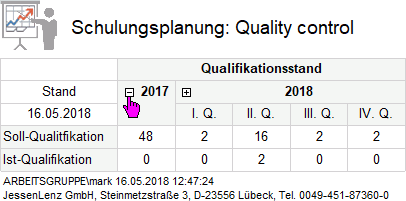 Schulungsplanung: Quality control
Qualifikationsstand
Stand 2017 2018
16.05.2018 I. Q. II. Q. III. Q. IV. Q.
Soll-Qualitfikation 48 2 16 2 2
Ist-Qualifikation 0 0 2 0 0
ARBEITSGRUPPE\mark 16.05.2018 12:47:24
JessenLenz GmbH, Steinmetzstraße 3, D-23556 Lübeck, Tel. 0049-451-87360-0